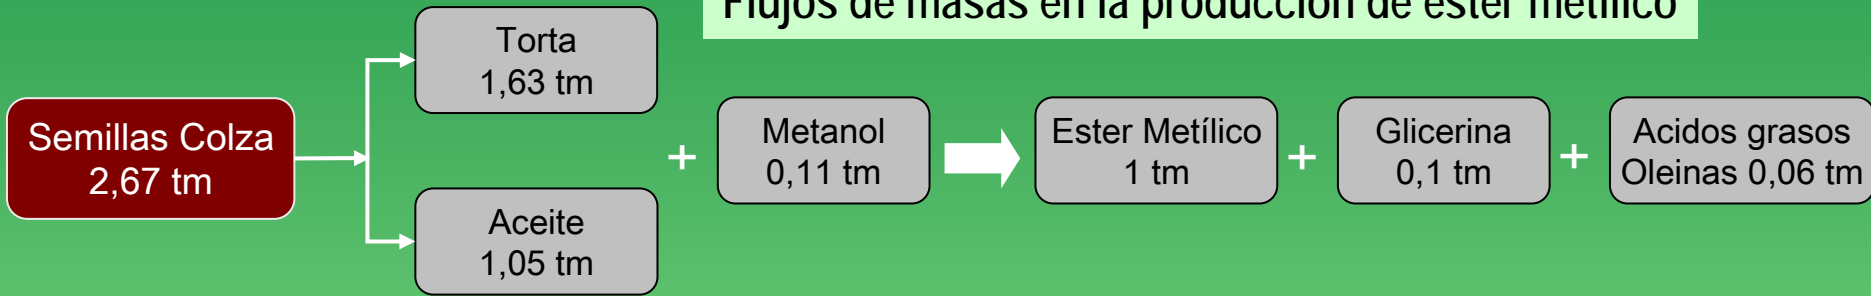 Flujos de masas en la producción de ester metílico
Semillas Colza
2,67 tm
Torta
1,63 tm
Aceite
1,05 tm
+
Metanol
0,11 tm
Ester Metílico
1 tm
+
Glicerina
0,1 tm
+
Acidos grasos
Oleinas 0,06 tm